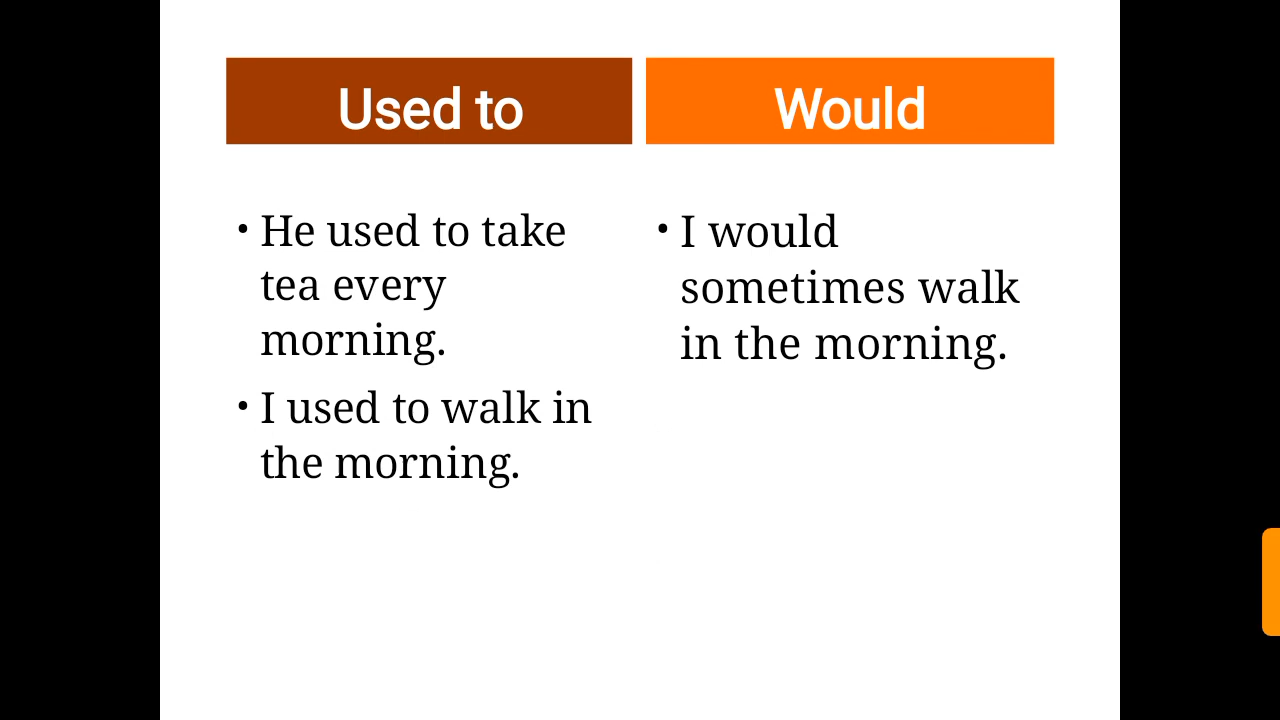 Used to
Would
• He used to take
tea every
morning.
• I used to walk in
the morning.
• I would
sometimes walk
in the morning.